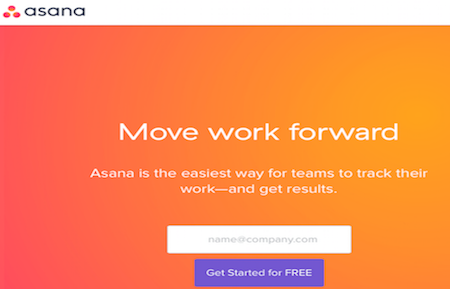 asana
Move work forward
Asana is the easiest way for teams to track their
work—and get results.
name@company.com
Get Started for FREE